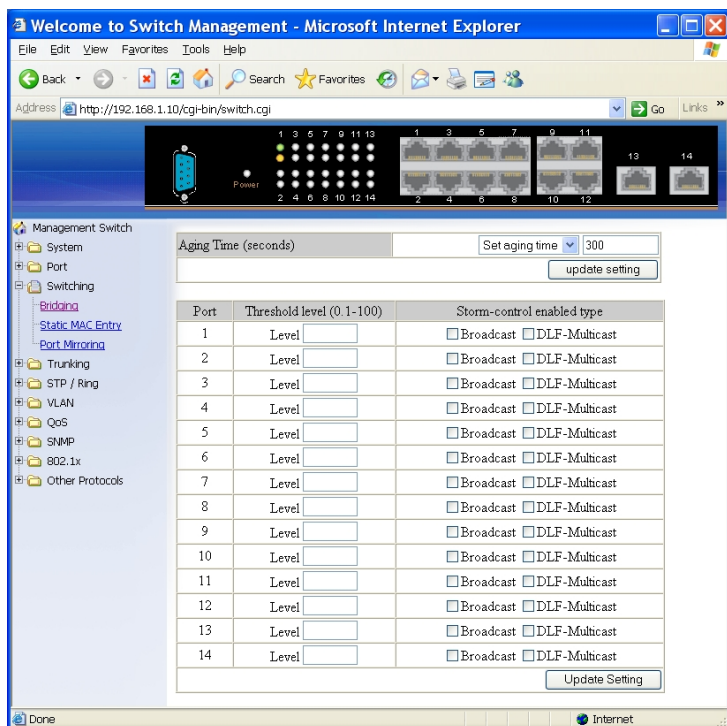 Welcome to Switch Management - Microsoft Internet Explorer
File Edit View Favorites Tools Help
Back Search Favorites
Address http://192.168.1.10/cgi-bin/switch.cgi Go Links »
1 3 5 7 9 11 13 1 3 5 7 9 11
13 14
Power
2 4 6 8 10 12 14 2 4 6 8 10 12
Management Switch
System
Port
Switching
Bridging
Static MAC Entry
Port Mirroring
Trunking
STP / Ring
VLAN
QoS
SNMP
802.1x
Other Protocols
Aging Time (seconds) Set aging time 300
update setting
Port Threshold level (0.1-100) Storm-control enabled type
1 Level Broadcast DLF-Multicast
2 Level Broadcast DLF-Multicast
3 Level Broadcast DLF-Multicast
4 Level Broadcast DLF-Multicast
5 Level Broadcast DLF-Multicast
6 Level Broadcast DLF-Multicast
7 Level Broadcast DLF-Multicast
8 Level Broadcast DLF-Multicast
9 Level Broadcast DLF-Multicast
10 Level Broadcast DLF-Multicast
11 Level Broadcast DLF-Multicast
12 Level Broadcast DLF-Multicast
13 Level Broadcast DLF-Multicast
14 Level Broadcast DLF-Multicast
Update Setting
Done Internet